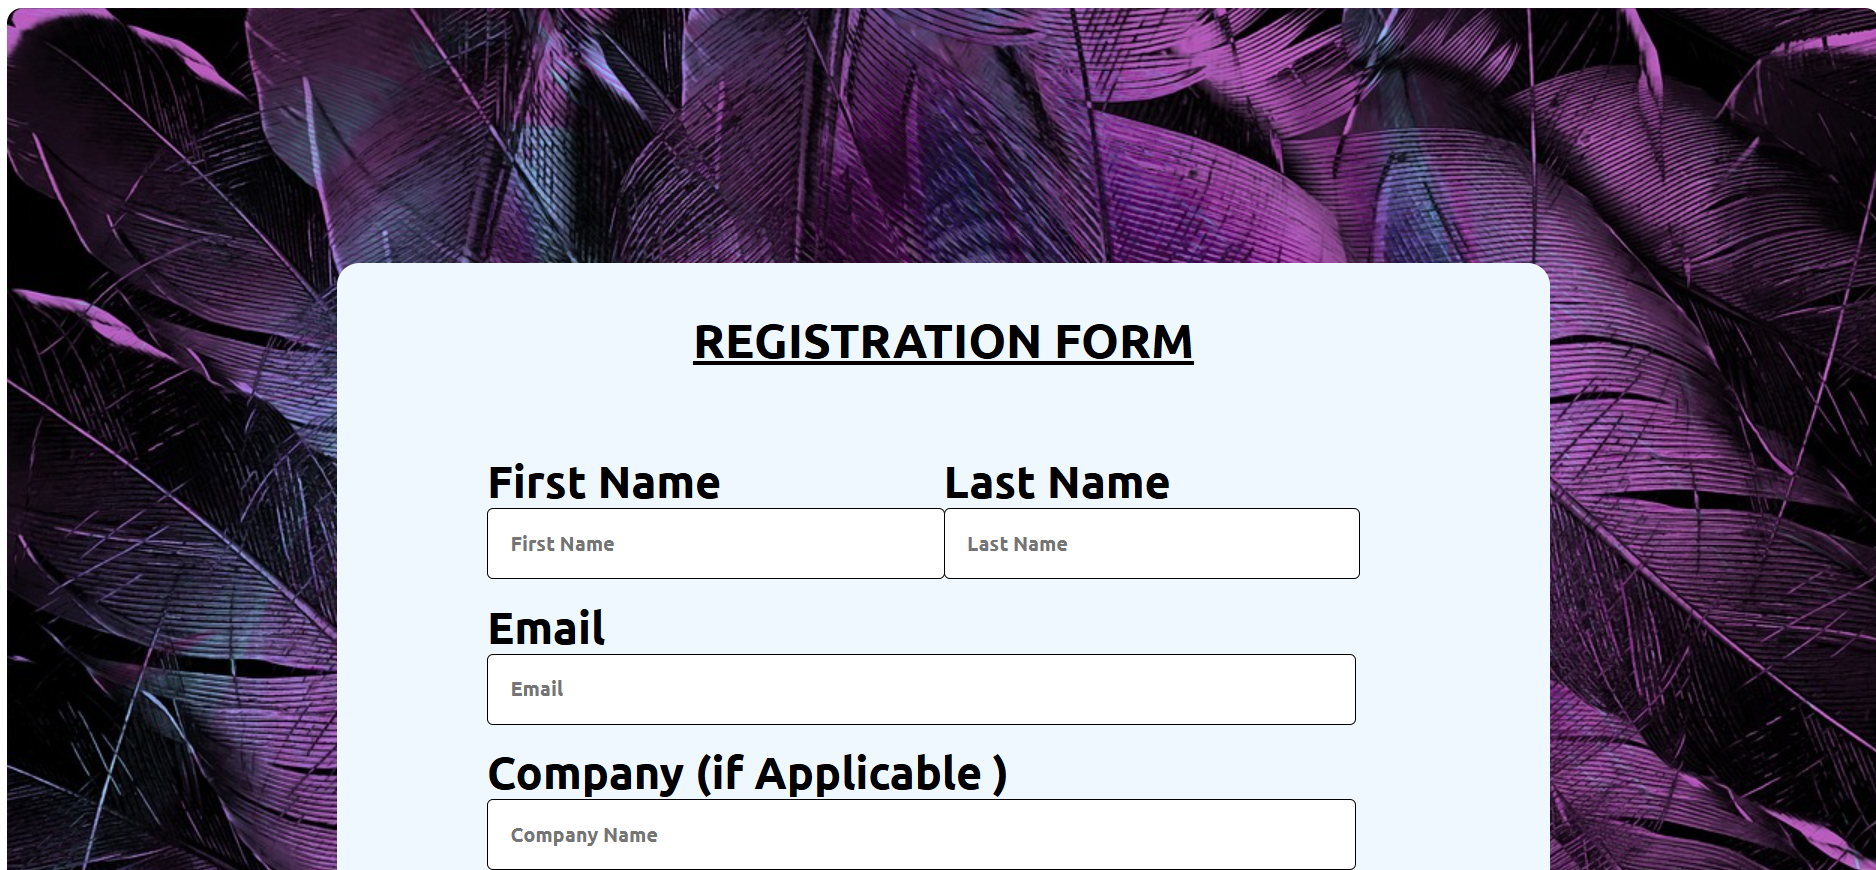 REGISTRATION FORM
First Name Last Name
First Name Last Name
Email
Email
Company (if Applicable )
Company Name